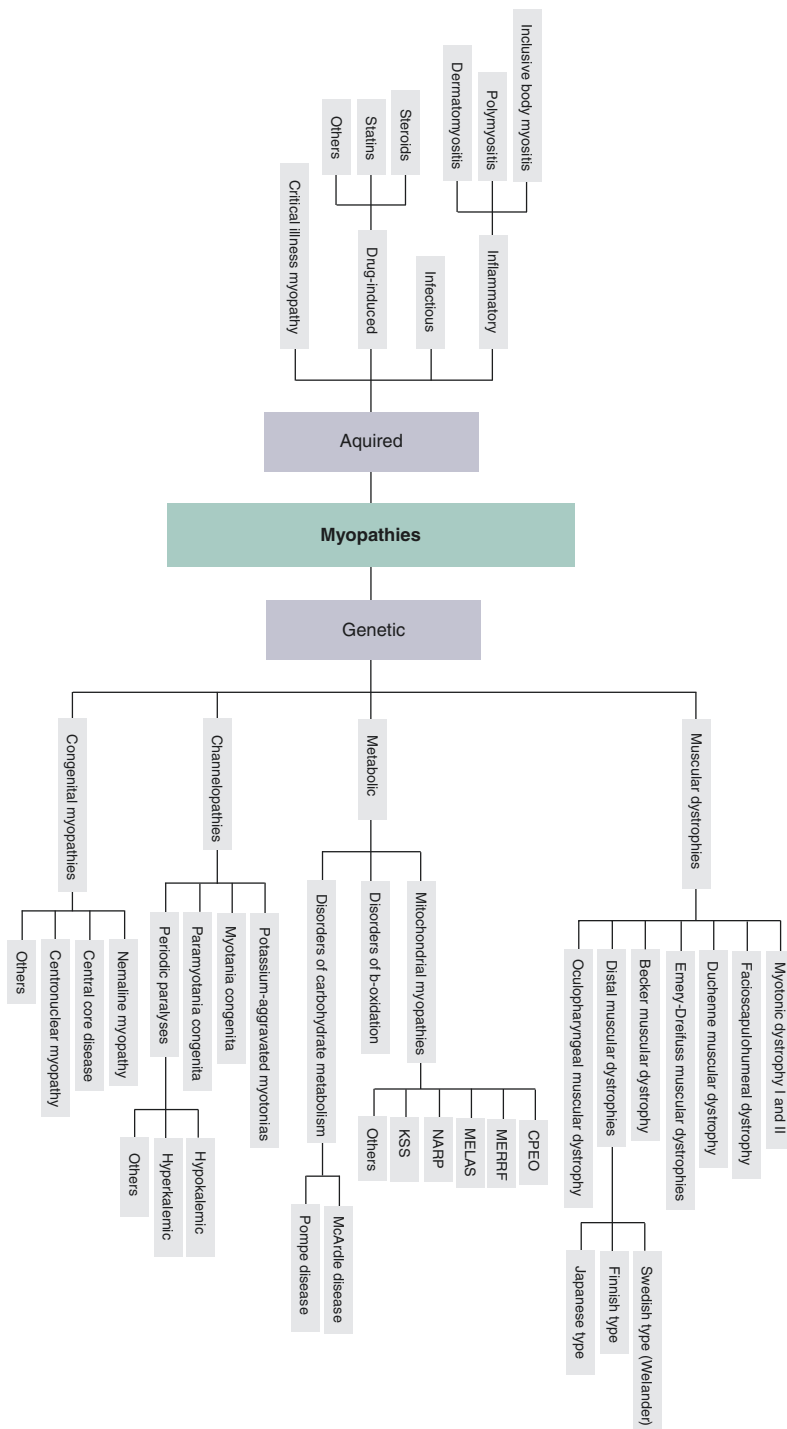 Inclusive body myositis
Polymyositis
Dermatomyositis
Steroids
Statins
Others
Critical illness myopathy
Inflammatory
Infectious
Drug-induced
Aquired
Myopathies
Genetic
Muscular dystrophies
Metabolic
Channelopathies
Congenital myopathies
Myotonic dystrophy I and II
Facioscapulohumeral dystrophy
Duchenne muscular dystrophy
Emery-Dreifuss muscular dystrophies
Becker muscular dystrophy
Distal muscular dystrophies
Oculopharyngeal muscular dystrophy
Swedish type (Welander)
Finnish type
Japanese type
Mitochondrial myopathies
Disorders of b-oxidation
Disorders of carbohydrate metabolism
CPEO
MERRF
MELAS
NARP
KSS
Others
McArdle disease
Pompe disease
Potassium-aggravated myotonias
Myotania congenita
Paramyotania congenita
Periodic paralyses
Hypokalemic
Hyperkalemic
Others
Nemaline myopathy
Central core disease
Centronuclear myopathy
Others